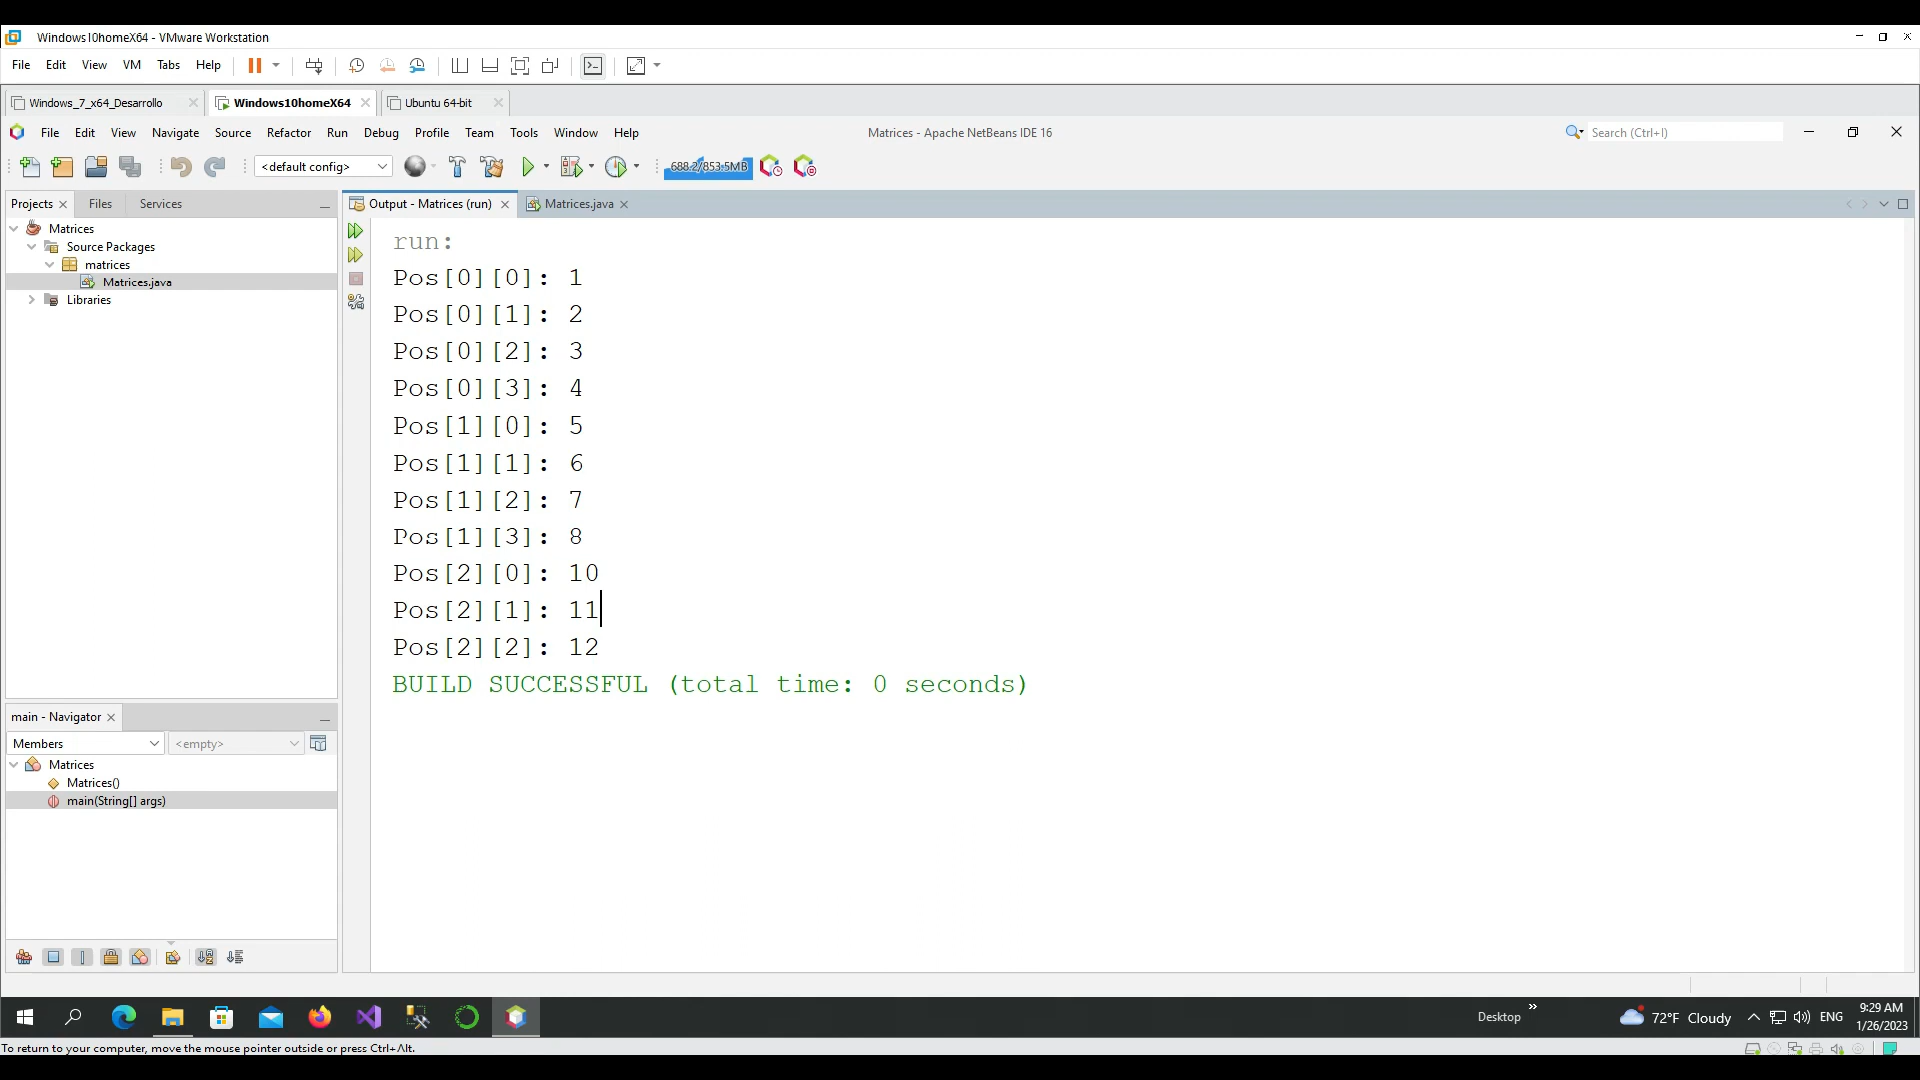 Windows10homeX64 - VMware Workstation
File Edit View VM Tabs Help
Windows_7_x64_Desarrollo Windows10homeX64 Ubuntu 64-bit
File Edit View Navigate Source Refactor Run Debug Profile Team Tools Window Help Matrices - Apache NetBeans IDE 16 Search (Ctrl+I)
<default config> 688.2/853.5MB
Projects Files Services Output - Matrices (run) Matrices.java
Matrices
Source Packages
matrices
Matrices.java
Libraries
run:
Pos[0][0]: 1
Pos[0][1]: 2
Pos[0][2]: 3
Pos[0][3]: 4
Pos[1][0]: 5
Pos[1][1]: 6
Pos[1][2]: 7
Pos[1][3]: 8
Pos[2][0]: 10
Pos[2][1]: 11
Pos[2][2]: 12
BUILD SUCCESSFUL (total time: 0 seconds)
main - Navigator
Members <empty>
Matrices
Matrices()
main(String[] args)
Desktop 72°F Cloudy ENG 9:29 AM
1/26/2023
To return to your computer, move the mouse pointer outside or press Ctrl+Alt.